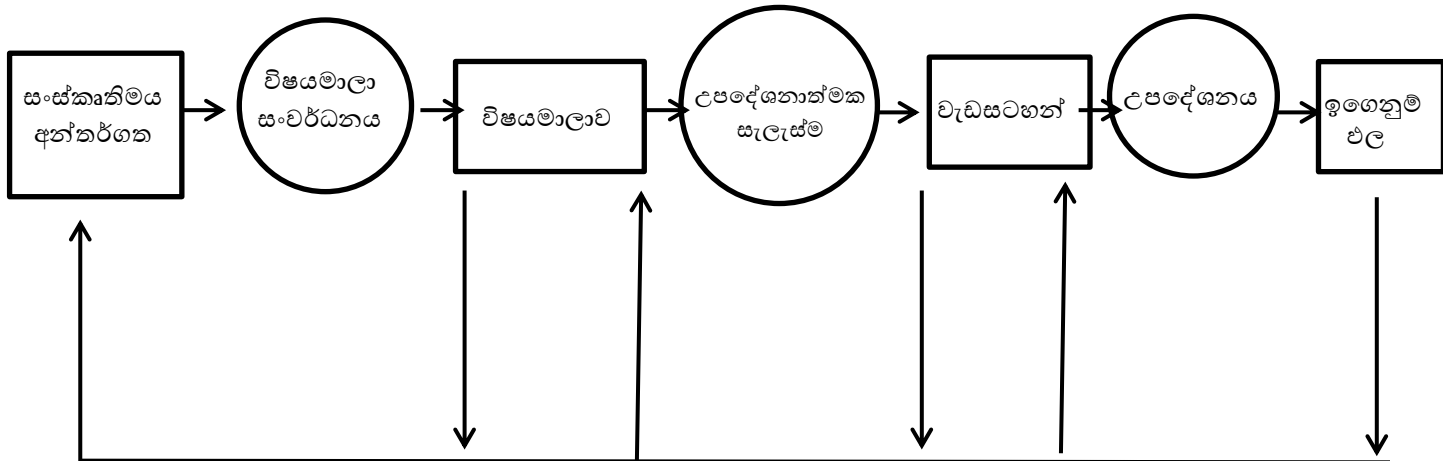 සංස්කෘතිමය
අන්තර්ගත
විෂයමාලා
සංවර්ධනය
විෂයමාලාව
උපදේශනාත්මක
සැලැස්ම
වැඩසටහන්
උපදේශනය
ඉගෙනුම්
ඵල